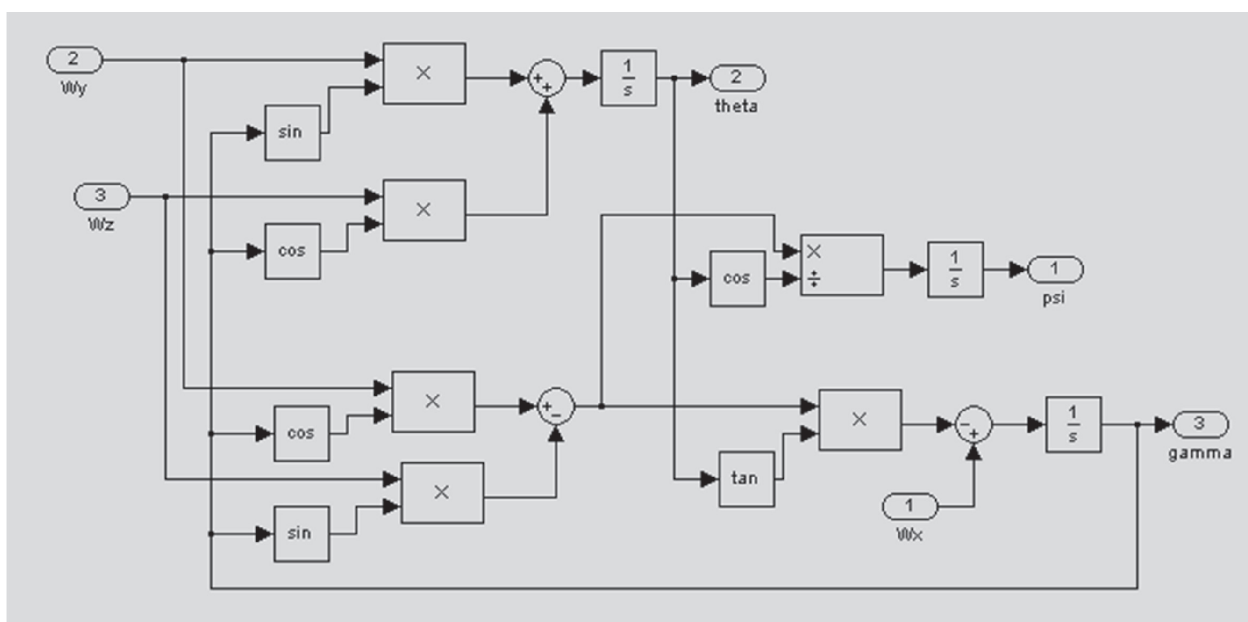 2
Wy
×
+
+
1
s
2
theta
sin
3
Wz
×
cos
×
÷
cos
1
s
1
psi
×
+
−
cos
×
−
+
1
s
3
gamma
×
tan
1
Wx
sin